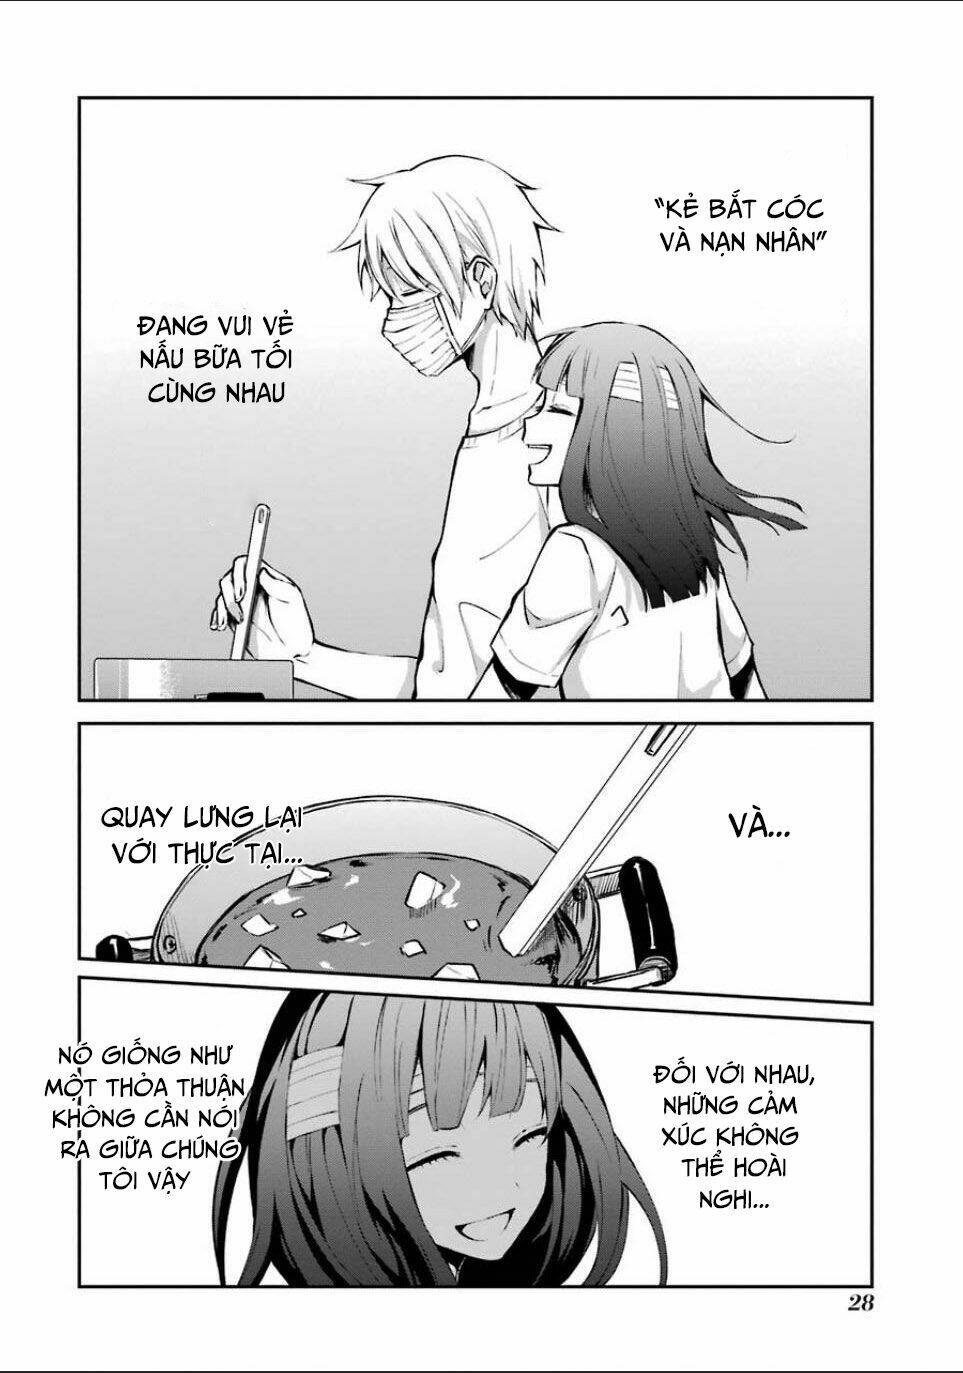 “KẺ BẮT CÓC
VÀ NẠN NHÂN”
ĐANG VUI VẺ
NẤU BỮA TỐI
CÙNG NHAU
VÀ...
QUAY LƯNG LẠI
VỚI THỰC TẠI...
ĐỐI VỚI NHAU,
NHỮNG CẢM
XÚC KHÔNG
THỂ HOÀI
NGHI...
NÓ GIỐNG NHƯ
MỘT THỎA THUẬN
KHÔNG CẦN NÓI
RA GIỮA CHÚNG
TÔI VẬY
28